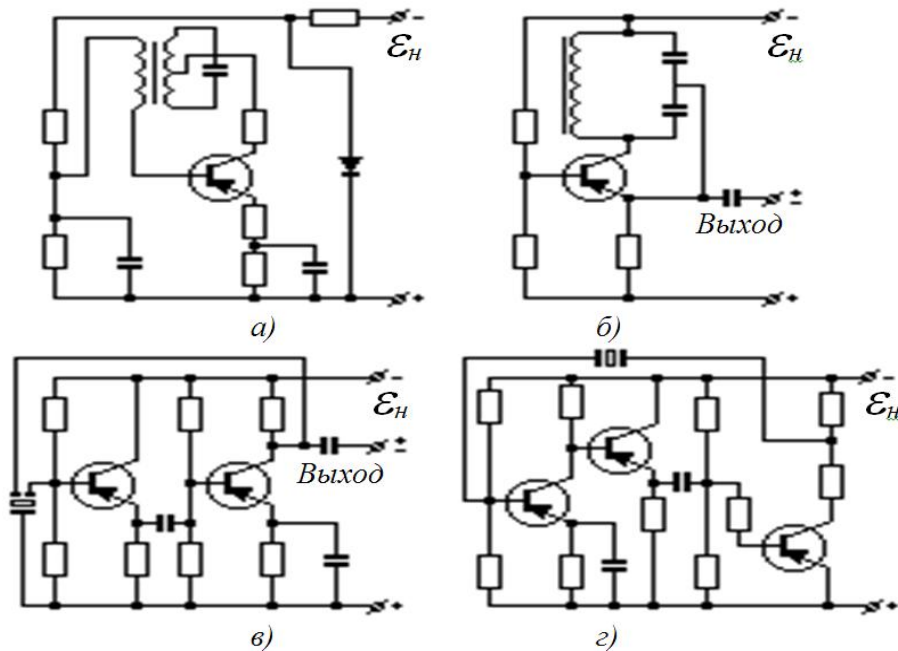 -
ℰн
+
а)
-
ℰн
±
Выход
+
б)
-
ℰн
±
Выход
+
в)
-
ℰн
+
г)